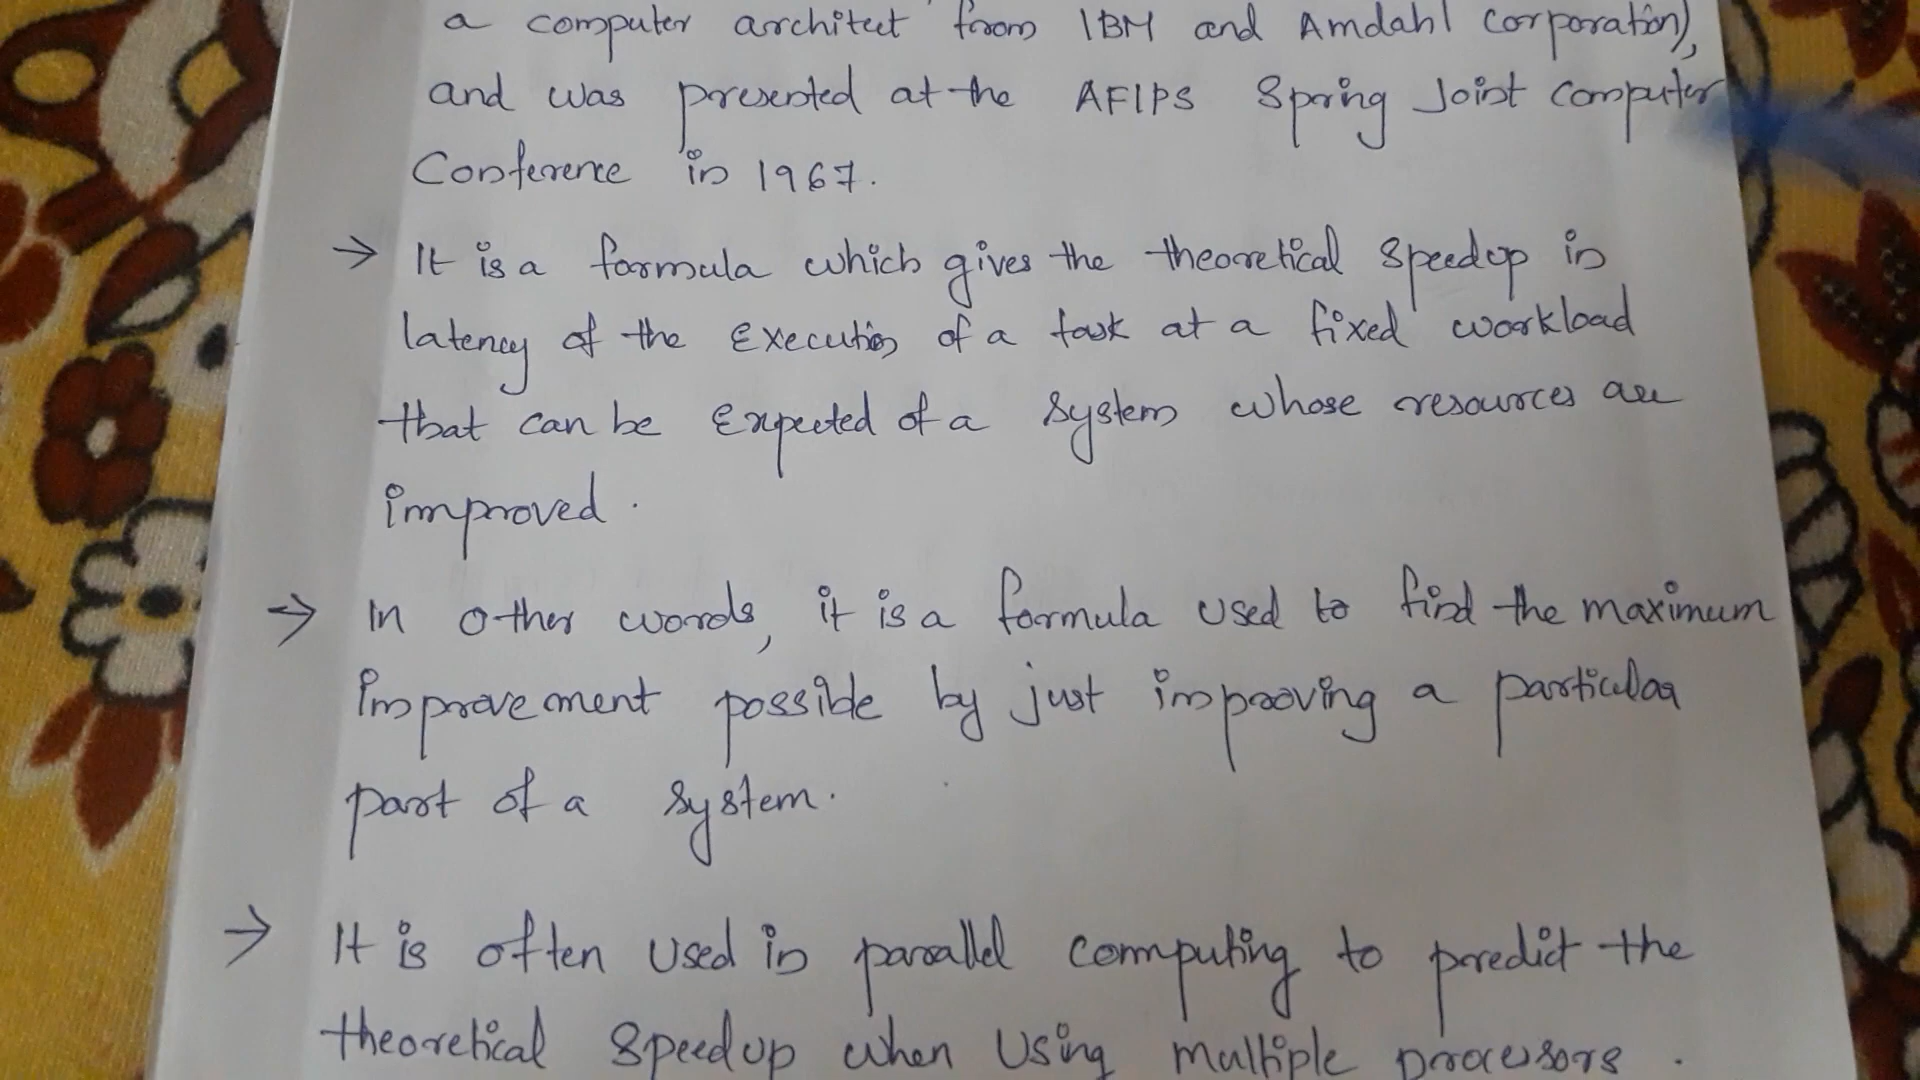 a computer architect from IBM and Amdahl corporation),
and was presented at the AFIPS Spring Joint Computer
Conference in 1967.
→ It is a formula which gives the theoretical speedup in
latency of the execution of a task at a fixed workload
that can be expected of a system whose resources are
improved.
→ In other words, it is a formula used to find the maximum
improvement possible by just improving a particular
part of a system.
→ It is often used in parallel computing to predict the
theoretical speedup when using multiple processors.